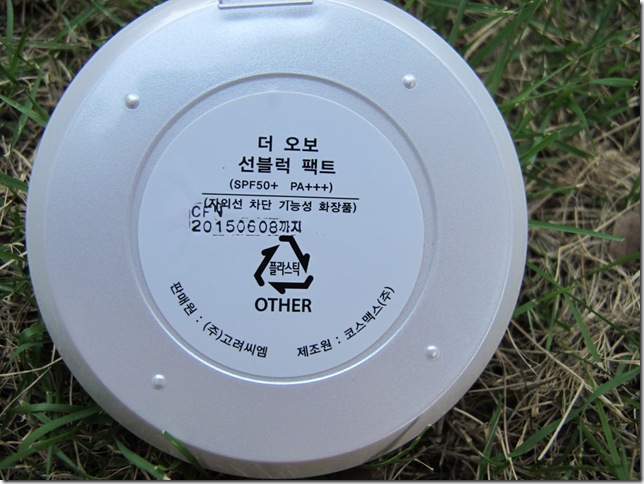 더 오보
선블럭 팩트
(SPF50+ PA+++)
(자외선 차단 기능성 화장품)
CFN
20150608까지
플라스틱
OTHER
판매원 : (주)고려씨엠
제조원 : 코스맥스(주)